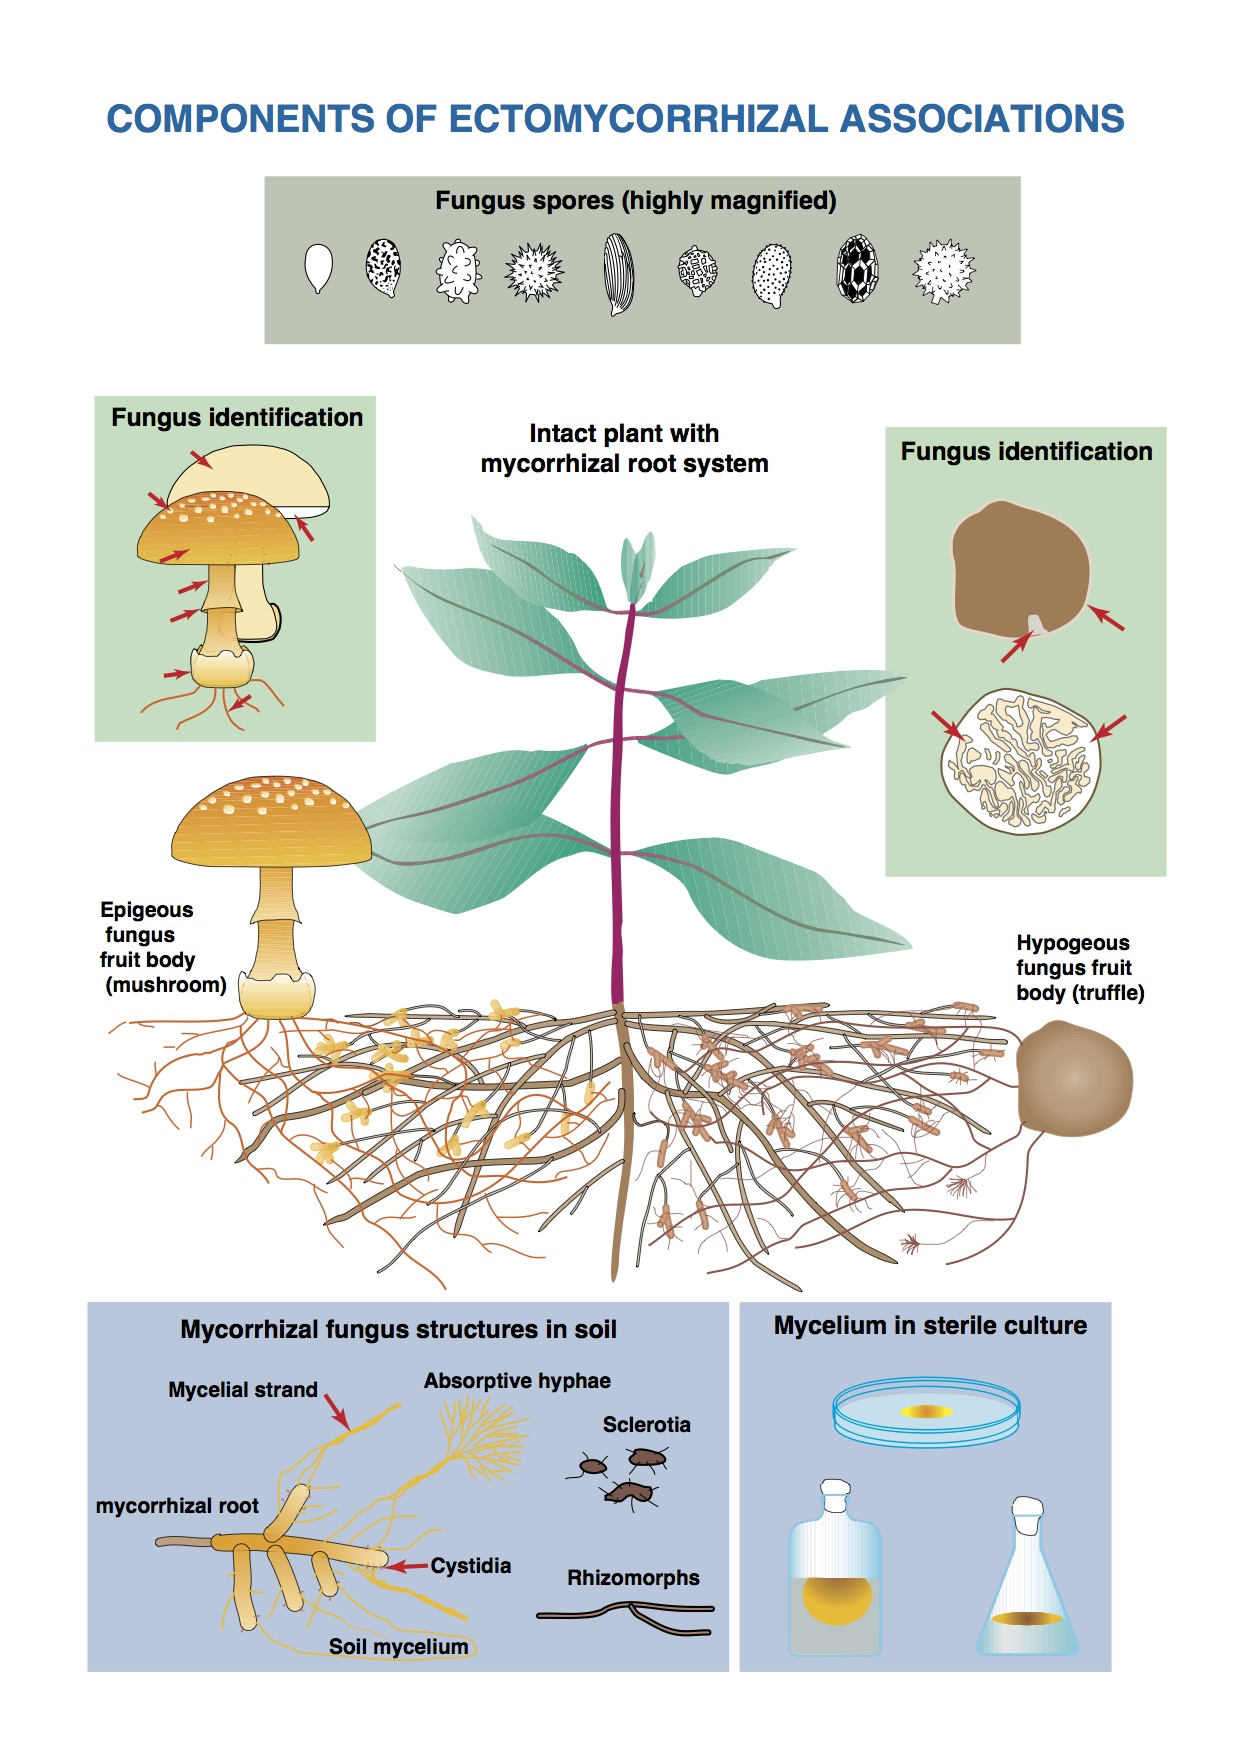 COMPONENTS OF ECTOMYCORRHIZAL ASSOCIATIONS
Fungus spores (highly magnified)
Fungus identification
Intact plant with
mycorrhizal root system
Fungus identification
Epigeous
fungus
fruit body
(mushroom)
Hypogeous
fungus fruit
body (truffle)
Mycorrhizal fungus structures in soil
Mycelial strand
Absorptive hyphae
Sclerotia
mycorrhizal root
Cystidia
Rhizomorphs
Soil mycelium
Mycelium in sterile culture